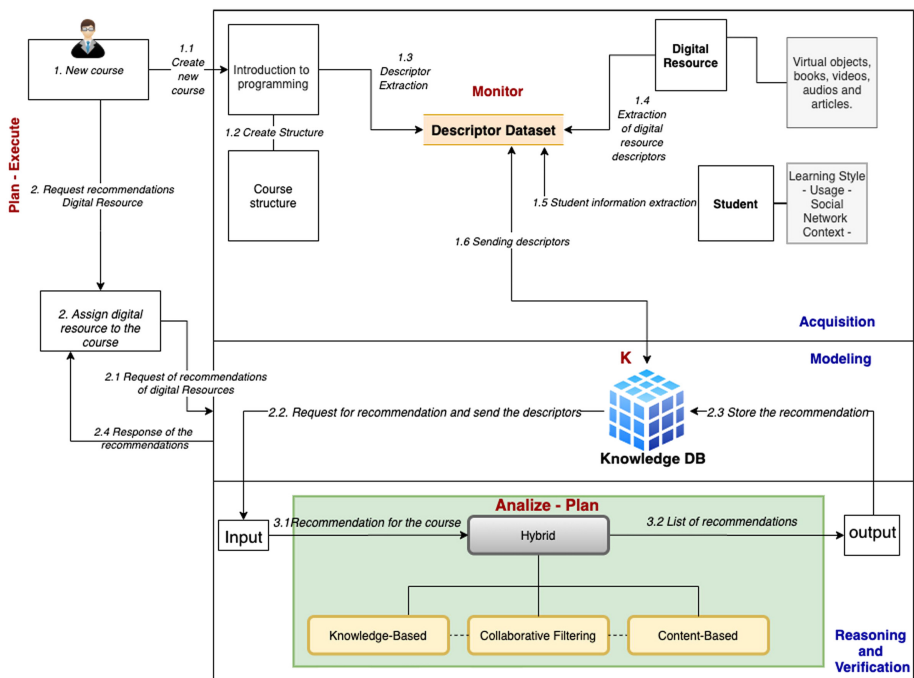 1. New course
1.1
Create
new
course
Introduction to
programming
1.2 Create Structure
Course
structure
1.3
Descriptor
Extraction
Monitor
Descriptor Dataset
Digital
Resource
Virtual objects,
books, videos,
audios and
articles.
1.4
Extraction
of digital
resource
descriptors
1.5 Student information extraction
Student
Learning Style
- Usage -
Social
Network
Context -
1.6 Sending descriptors
Acquisition
Plan - Execute
2. Request recommendations
Digital Resource
2. Assign digital
resource to the
course
2.1 Request of recommendations
of digital Resources
2.4 Response of the
recommendations
Modeling
K
2.2. Request for recommendation and send the descriptors
2.3 Store the recommendation
Knowledge DB
Analize - Plan
Input
3.1Recommendation for the course
Hybrid
3.2 List of recommendations
output
Knowledge-Based
Collaborative Filtering
Content-Based
Reasoning
and
Verification